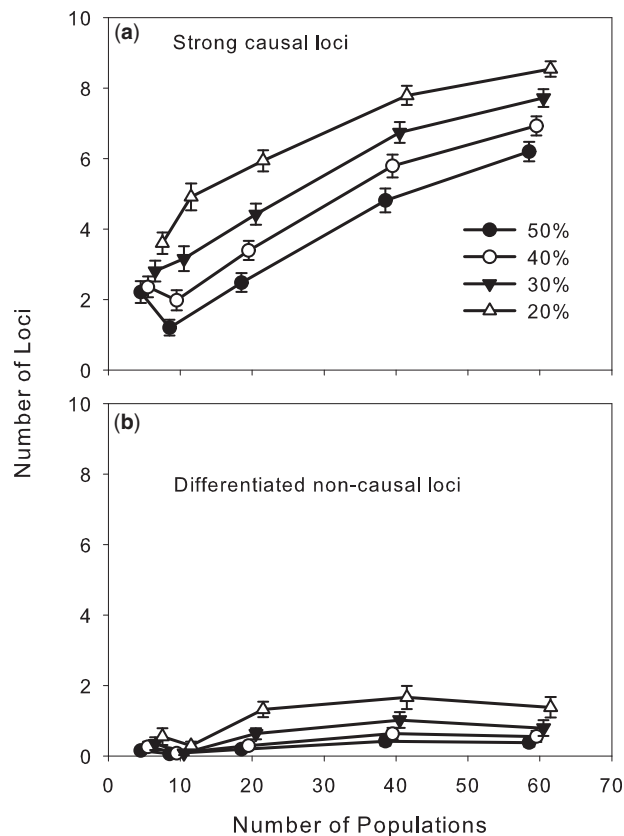 10
(a)
Strong causal loci
8
6
4
2
0
50%
40%
30%
20%
Number of Loci
10
(b)
Differentiated non-causal loci
8
6
4
2
0
0 10 20 30 40 50 60 70
Number of Populations